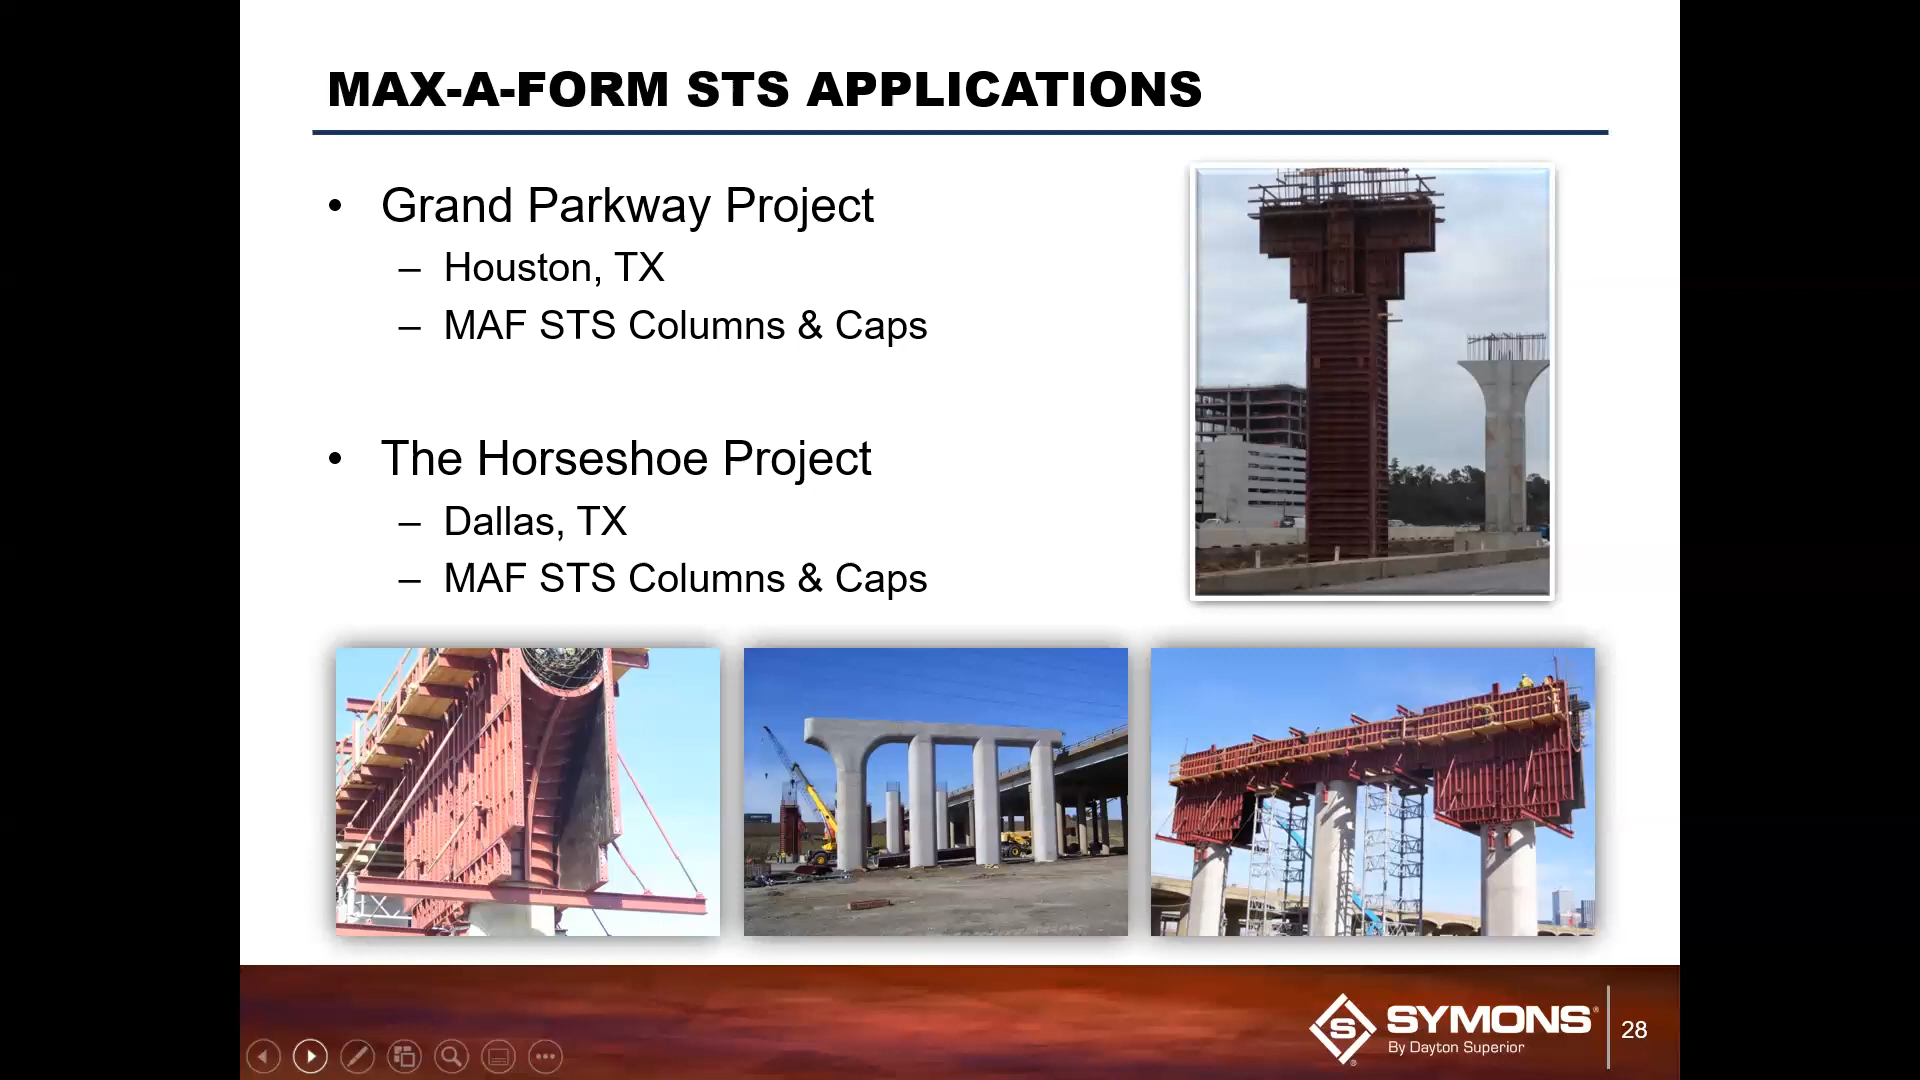 MAX-A-FORM STS APPLICATIONS
• Grand Parkway Project
– Houston, TX
– MAF STS Columns & Caps
• The Horseshoe Project
– Dallas, TX
– MAF STS Columns & Caps
S SYMONS®
By Dayton Superior
28